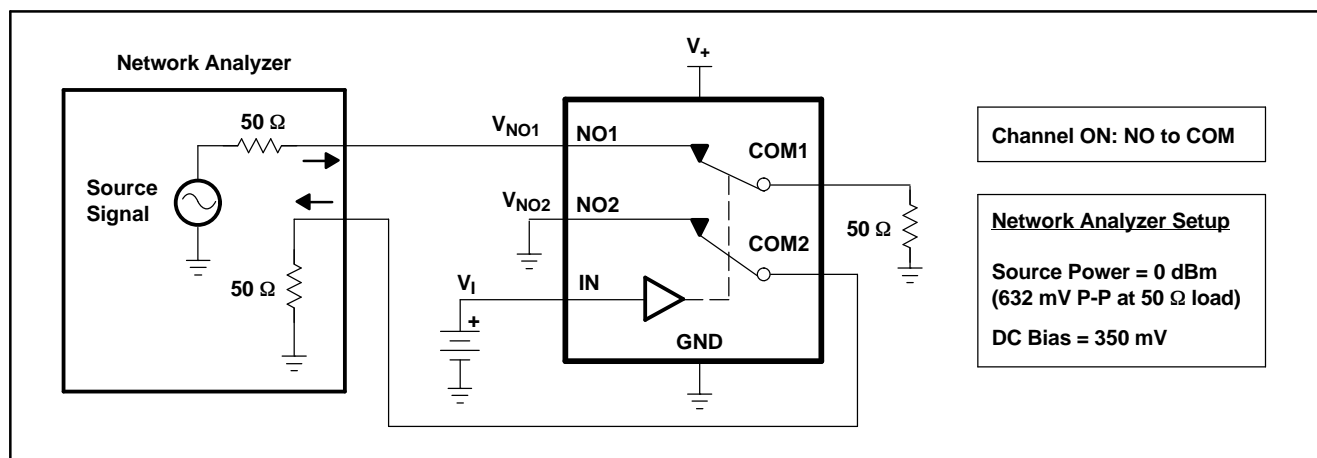 Network Analyzer
50 Ω
Source
Signal
50 Ω
V+
VNO1
NO1
COM1
VNO2
NO2
COM2
50 Ω
VI
IN
+
GND
Channel ON: NO to COM
Network Analyzer Setup
Source Power = 0 dBm
(632 mV P-P at 50 Ω load)
DC Bias = 350 mV